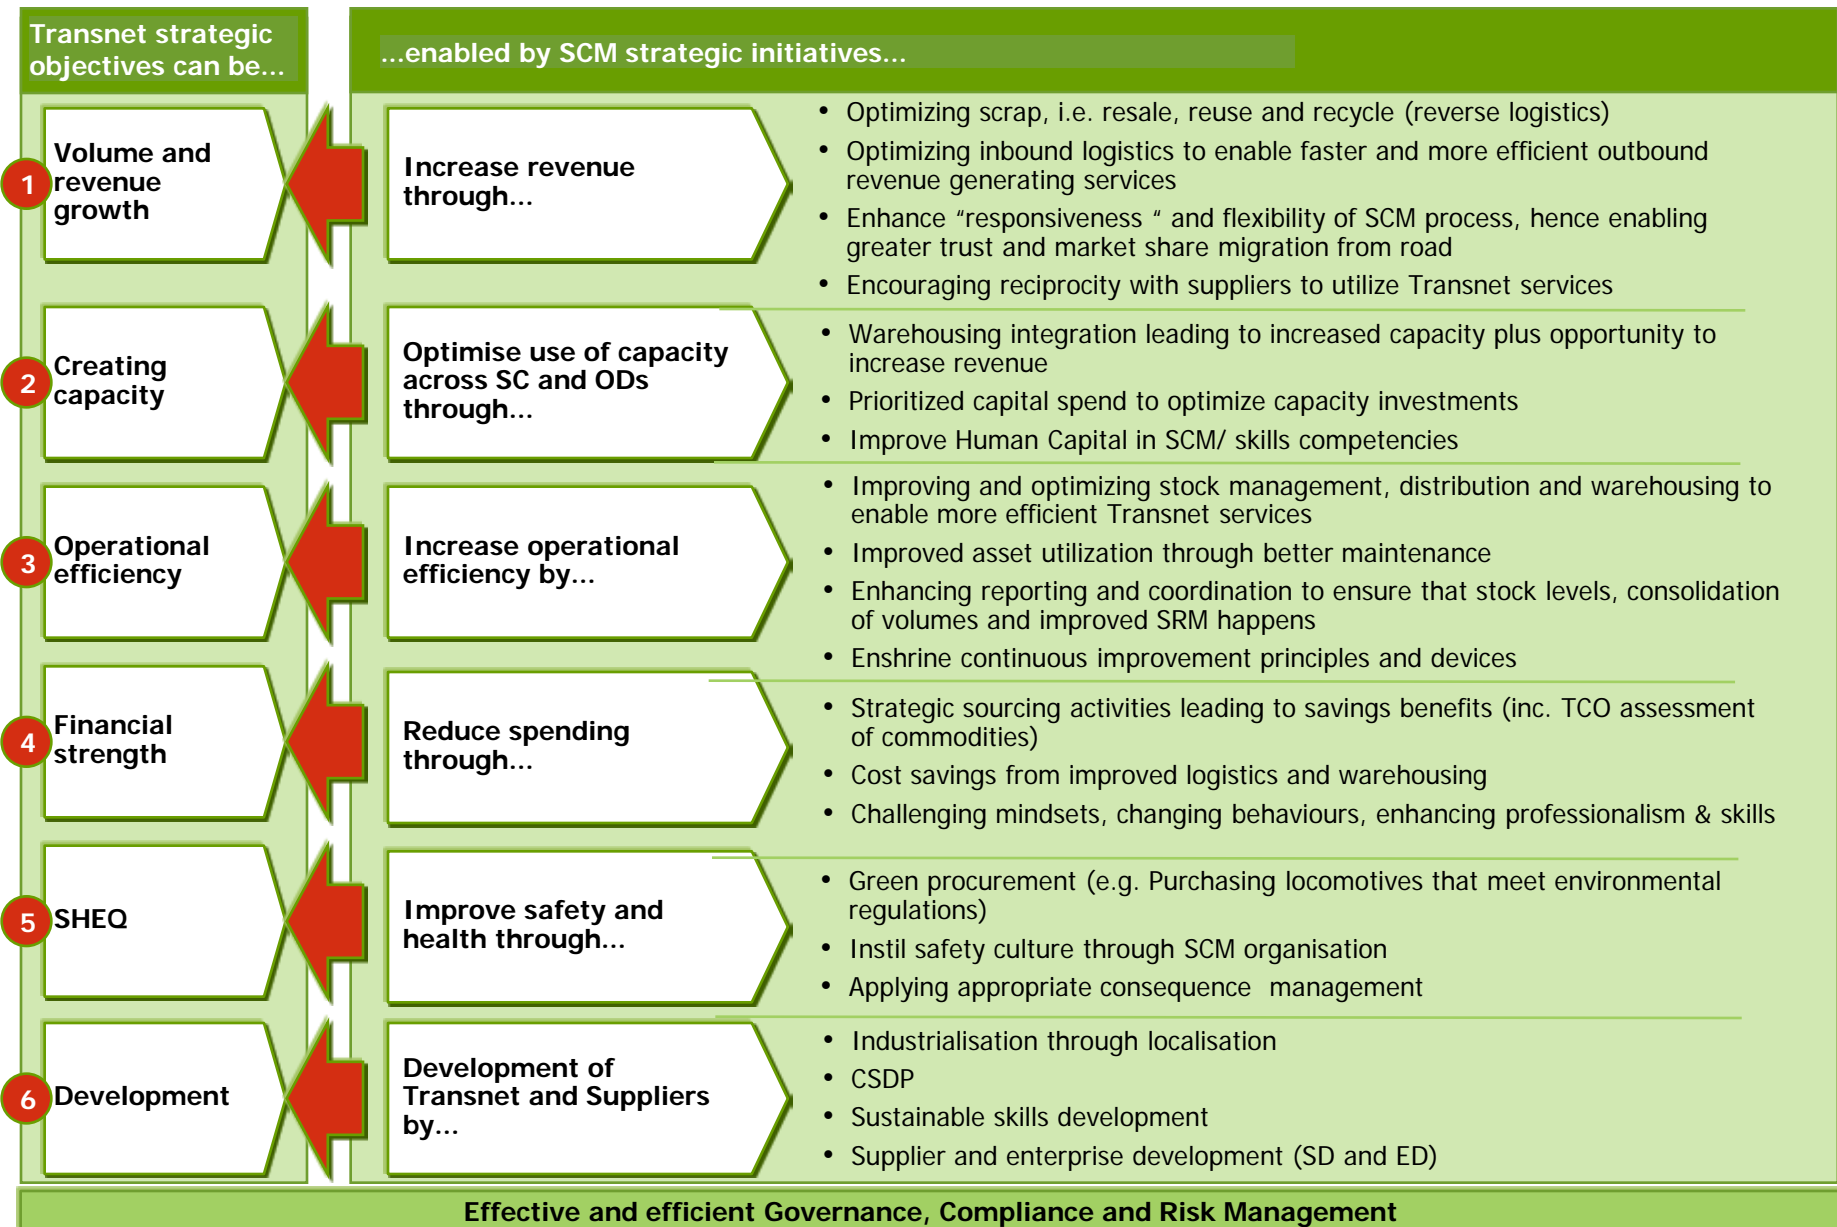 Transnet strategic
objectives can be...
...enabled by SCM strategic initiatives...
1
Volume and
revenue
growth
Increase revenue
through...
• Optimizing scrap, i.e. resale, reuse and recycle (reverse logistics)
• Optimizing inbound logistics to enable faster and more efficient outbound
revenue generating services
• Enhance “responsiveness “ and flexibility of SCM process, hence enabling
greater trust and market share migration from road
• Encouraging reciprocity with suppliers to utilize Transnet services
2
Creating
capacity
Optimise use of capacity
across SC and ODs
through...
• Warehousing integration leading to increased capacity plus opportunity to
increase revenue
• Prioritized capital spend to optimize capacity investments
• Improve Human Capital in SCM/ skills competencies
3
Operational
efficiency
Increase operational
efficiency by...
• Improving and optimizing stock management, distribution and warehousing to
enable more efficient Transnet services
• Improved asset utilization through better maintenance
• Enhancing reporting and coordination to ensure that stock levels, consolidation
of volumes and improved SRM happens
• Enshrine continuous improvement principles and devices
4
Financial
strength
Reduce spending
through...
• Strategic sourcing activities leading to savings benefits (inc. TCO assessment
of commodities)
• Cost savings from improved logistics and warehousing
• Challenging mindsets, changing behaviours, enhancing professionalism & skills
5
SHEQ
Improve safety and
health through...
• Green procurement (e.g. Purchasing locomotives that meet environmental
regulations)
• Instil safety culture through SCM organisation
• Applying appropriate consequence management
6
Development
Development of
Transnet and Suppliers
by...
• Industrialisation through localisation
• CSDP
• Sustainable skills development
• Supplier and enterprise development (SD and ED)
Effective and efficient Governance, Compliance and Risk Management